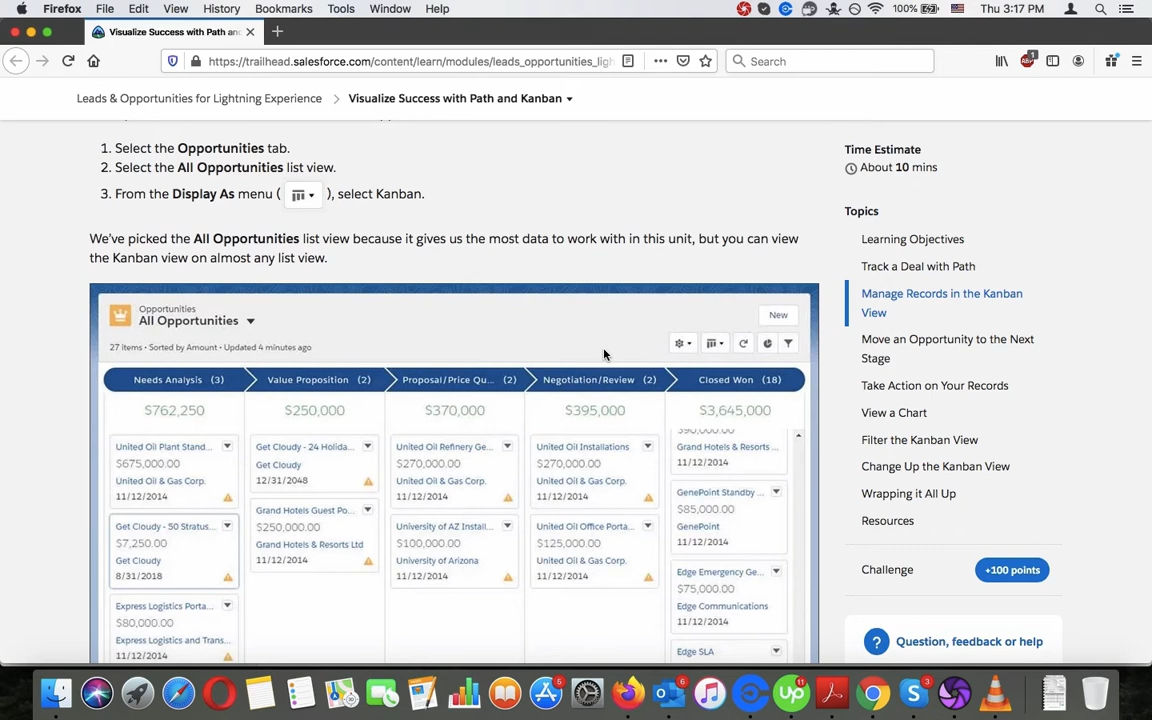 Firefox File Edit View History Bookmarks Tools Window Help 100% Thu 3:17 PM
Visualize Success with Path and
https://trailhead.salesforce.com/content/learn/modules/leads_opportunities_ligh Search 1
Leads & Opportunities for Lightning Experience Visualize Success with Path and Kanban
1. Select the Opportunities tab.
2. Select the All Opportunities list view.
3. From the Display As menu ( ), select Kanban.
We've picked the All Opportunities list view because it gives us the most data to work with in this unit, but you can view
the Kanban view on almost any list view.
Opportunities
All Opportunities
New
27 items • Sorted by Amount • Updated 4 minutes ago
Needs Analysis (3) Value Proposition (2) Proposal/Price Qu... (2) Negotiation/Review (2) Closed Won (18)
$762,250 $250,000 $370,000 $395,000 $3,645,000
United Oil Plant Stand...
$675,000.00
United Oil & Gas Corp.
11/12/2014
Get Cloudy - 50 Stratus...
$7,250.00
Get Cloudy
8/31/2018
Express Logistics Porta...
$80,000.00
Express Logistics and Trans...
11/12/2014
Get Cloudy - 24 Holida...
Get Cloudy
12/31/2048
Grand Hotels Guest Po...
$250,000.00
Grand Hotels & Resorts Ltd
11/12/2014
United Oil Refinery Ge...
$270,000.00
United Oil & Gas Corp.
11/12/2014
University of AZ Install...
$100,000.00
University of Arizona
11/12/2014
United Oil Installations
$270,000.00
United Oil & Gas Corp.
11/12/2014
United Oil Office Porta...
$125,000.00
United Oil & Gas Corp.
11/12/2014
Grand Hotels & Resorts ...
11/12/2014
GenePoint Standby ...
$85,000.00
GenePoint
11/12/2014
Edge Emergency Ge...
$75,000.00
Edge Communications
11/12/2014
Edge SLA
Time Estimate
About 10 mins
Topics
Learning Objectives
Track a Deal with Path
Manage Records in the Kanban
View
Move an Opportunity to the Next
Stage
Take Action on Your Records
View a Chart
Filter the Kanban View
Change Up the Kanban View
Wrapping it All Up
Resources
Challenge +100 points
Question, feedback or help
5 6 up 11 3